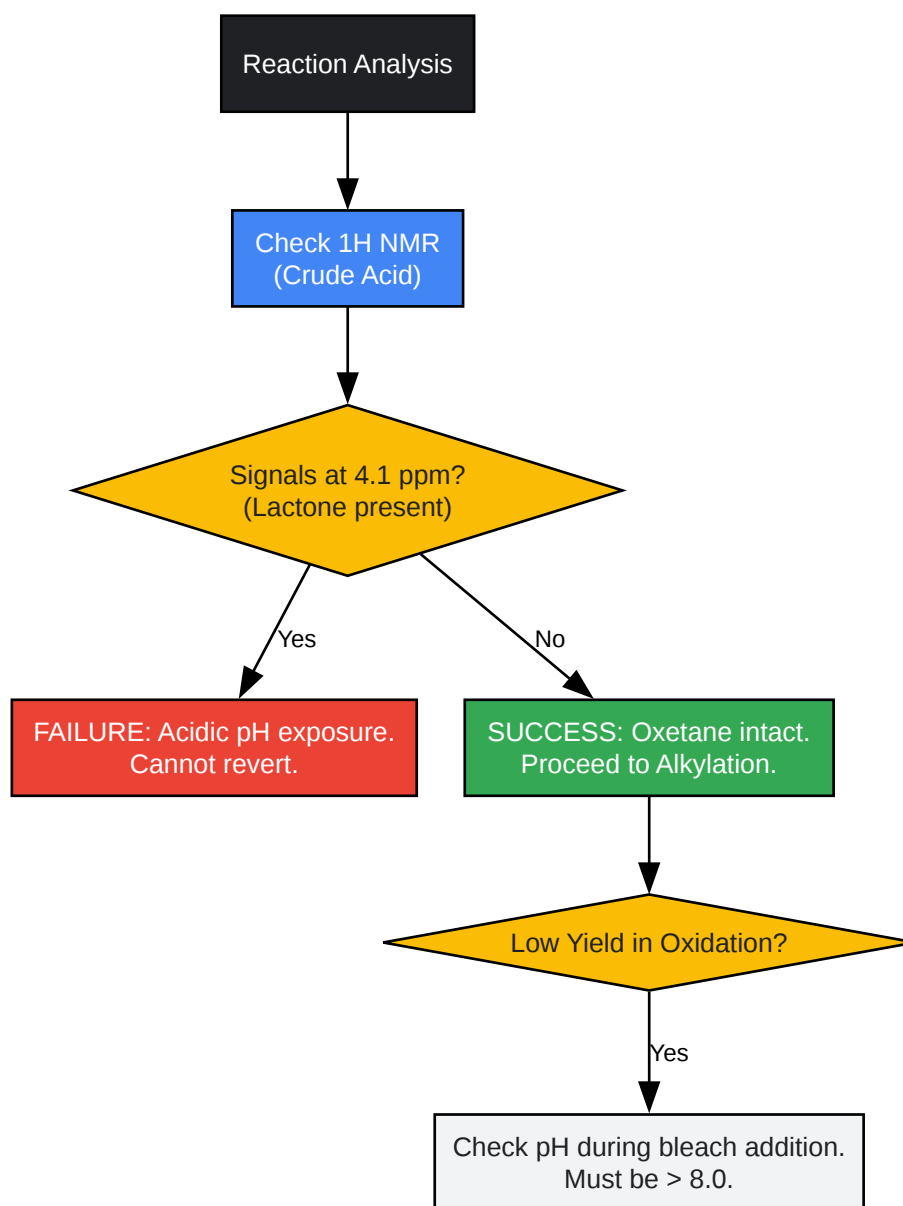 Reaction Analysis
Check 1H NMR
(Crude Acid)
Signals at 4.1 ppm?
(Lactone present)
Yes
No
FAILURE: Acidic pH exposure.
Cannot revert.
SUCCESS: Oxetane intact.
Proceed to Alkylation.
Low Yield in Oxidation?
Yes
Check pH during bleach addition.
Must be > 8.0.